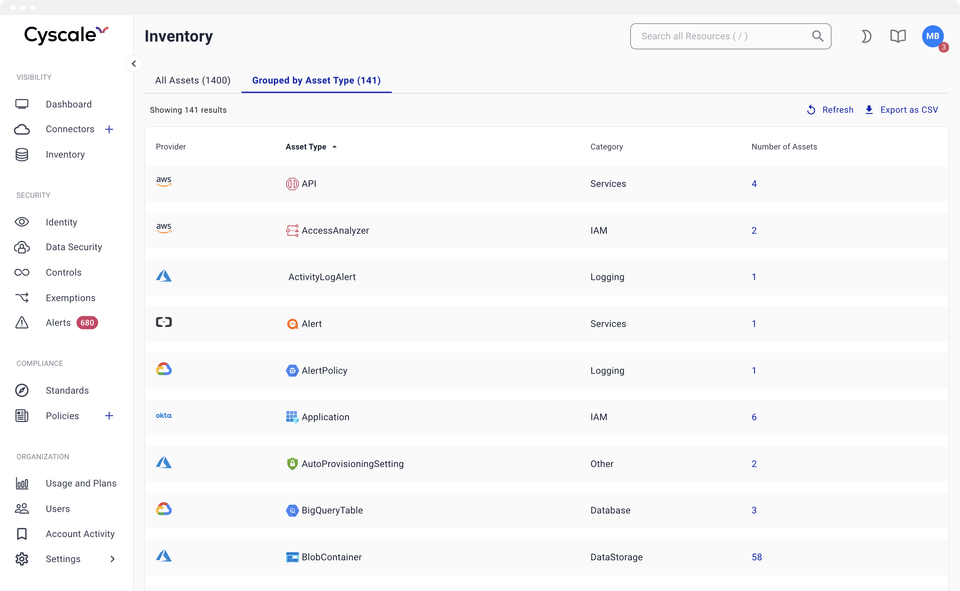 Cyscale
VISIBILITY
Dashboard
Connectors +
Inventory
SECURITY
Identity
Data Security
Controls
Exemptions
Alerts 680
COMPLIANCE
Standards
Policies +
ORGANIZATION
Usage and Plans
Users
Account Activity
Settings
Inventory
Search all Resources ( / )
MB
3
All Assets (1400) Grouped by Asset Type (141)
Showing 141 results
Refresh Export as CSV
Provider Asset Type Category Number of Assets
aws API Services 4
aws AccessAnalyzer IAM 2
ActivityLogAlert Logging 1
Alert Services 1
AlertPolicy Logging 1
okta Application IAM 6
AutoProvisioningSetting Other 2
BigQueryTable Database 3
BlobContainer DataStorage 58